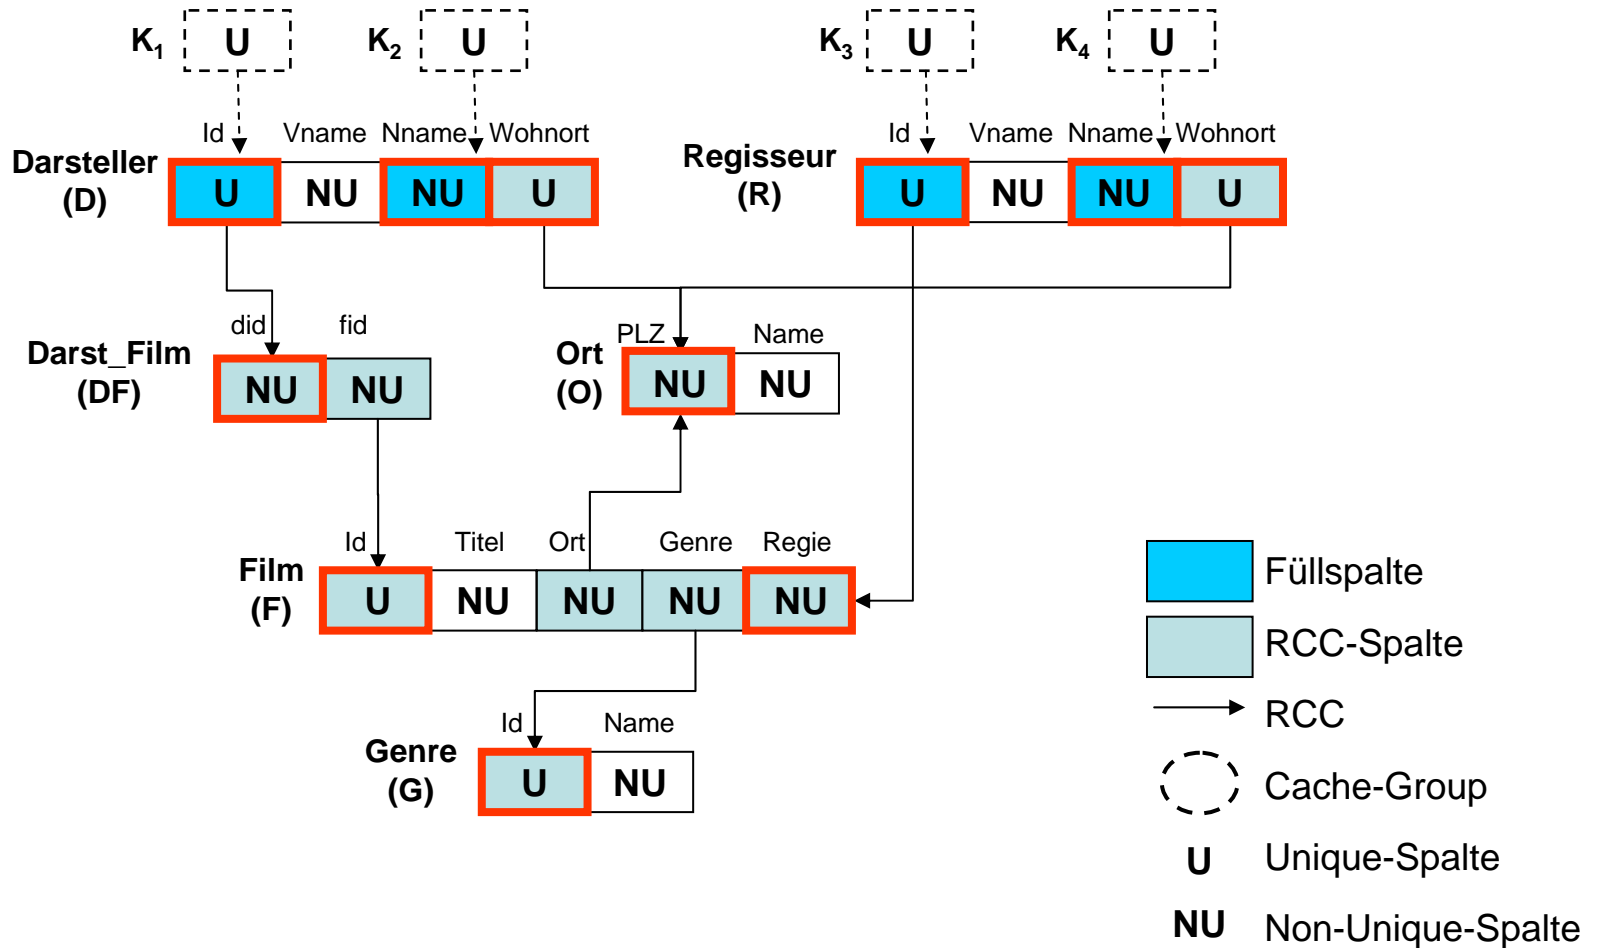 K1 U K2 U K3 U K4 U
Id Vname Nname Wohnort Id Vname Nname Wohnort
Darsteller (D) U NU NU U
Regisseur (R) U NU NU U
did fid
Darst_Film (DF) NU NU
PLZ Name
Ort (O) NU NU
Id Titel Ort Genre Regie
Film (F) U NU NU NU NU
Id Name
Genre (G) U NU
Füllspalte
RCC-Spalte
RCC
Cache-Group
U Unique-Spalte
NU Non-Unique-Spalte